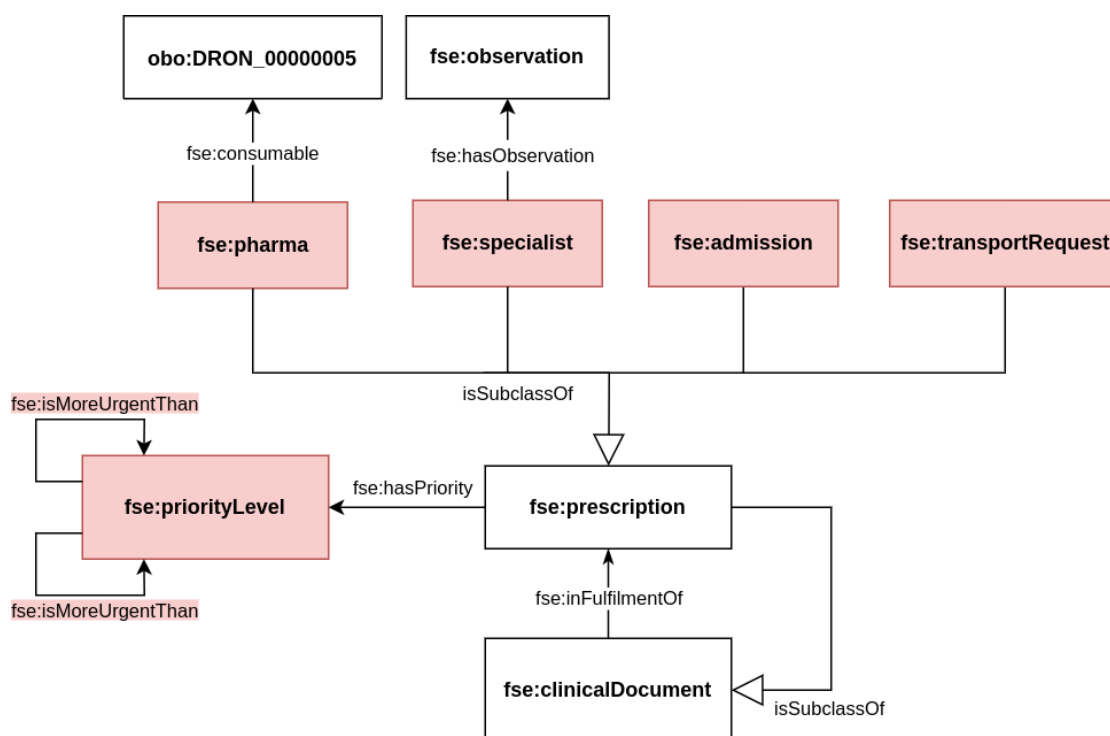 obo:DRON_00000005
fse:observation
fse:consumable
fse:hasObservation
fse:pharma
fse:specialist
fse:admission
fse:transportRequest
isSubclassOf
fse:isMoreUrgentThan
fse:hasPriority
fse:priorityLevel
fse:prescription
fse:inFulfilmentOf
fse:isMoreUrgentThan
fse:clinicalDocument
isSubclassOf